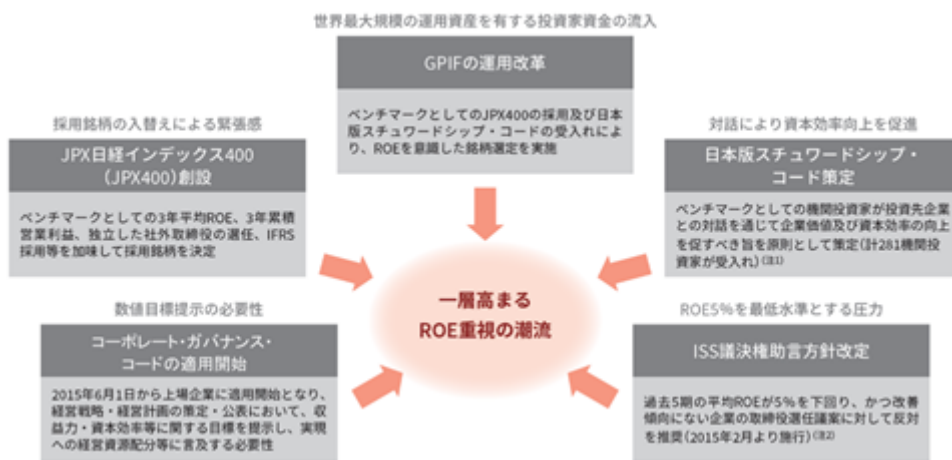 世界最大規模の運用資産を有する投資家資金の流入
GPIFの運用改革
ベンチマークとしてのJPX400の採用及び日本
版スチュワードシップ・コードの受入れにより、
ROEを意識した銘柄選定を実施
採用銘柄の入替えによる緊張感
JPX日経インデックス400
（JPX400）創設
ベンチマークとしての3年平均ROE、3年累積
営業利益、独立した社外取締役の選任、IFRS
採用等を加味して採用銘柄を決定
対話により資本効率向上を促進
日本版スチュワードシップ・
コード策定
ベンチマークとしての機関投資家が投資先企業
との対話を通じて企業価値及び資本効率の向上
を促すべき旨を原則として策定（計281機関投
資家が受入れ）（注1）
一層高まる
ROE重視の潮流
数値目標提示の必要性
コーポレート・ガバナンス・
コードの適用開始
2015年6月1日から上場企業に適用開始となり、
経営戦略・経営計画の策定・公表において、収
益力・資本効率等に関する目標を提示し、実現
への経営資源配分等に言及する必要性
ROE5％を最低水準とする圧力
ISS議決権助言方針改定
過去5期の平均ROEが5％を下回り、かつ改善
傾向にない企業の取締役選任議案に対して反対
を推奨（2015年2月より施行）（注2）